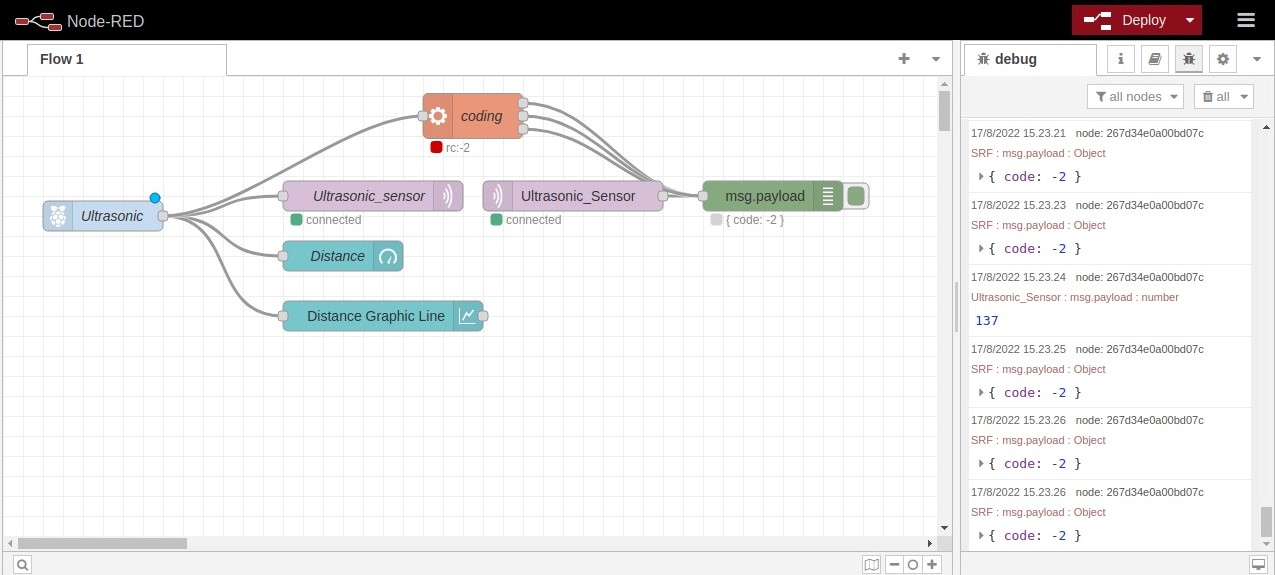 Node-RED
Deploy
Flow 1
coding
rc:-2
Ultrasonic_sensor
Ultrasonic_Sensor
msg.payload
connected
connected
{ code: -2 }
Ultrasonic
Distance
Distance Graphic Line
debug
all nodes
all
17/8/2022 15.23.21 node: 267d34e0a00bd07c
SRF : msg.payload : Object
{ code: -2 }
17/8/2022 15.23.23 node: 267d34e0a00bd07c
SRF : msg.payload : Object
{ code: -2 }
17/8/2022 15.23.24 node: 267d34e0a00bd07c
Ultrasonic_Sensor : msg.payload : number
137
17/8/2022 15.23.25 node: 267d34e0a00bd07c
SRF : msg.payload : Object
{ code: -2 }
17/8/2022 15.23.26 node: 267d34e0a00bd07c
SRF : msg.payload : Object
{ code: -2 }
17/8/2022 15.23.26 node: 267d34e0a00bd07c
SRF : msg.payload : Object
{ code: -2 }